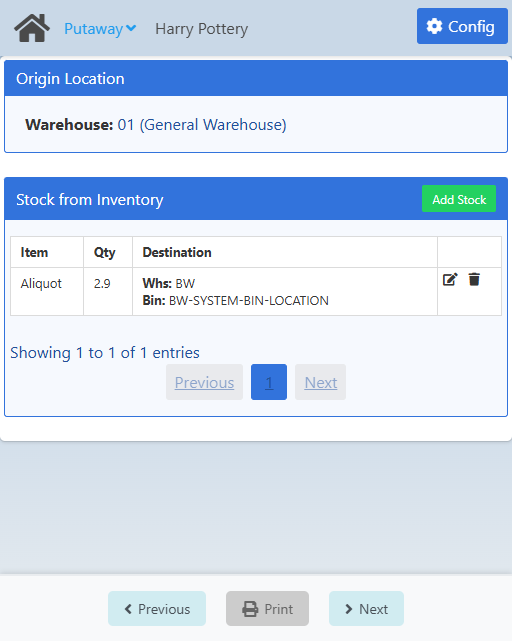 Putaway Harry Pottery Config
Origin Location
Warehouse: 01 (General Warehouse)
Stock from Inventory Add Stock
Item Qty Destination
Aliquot 2.9 Whs: BW
Bin: BW-SYSTEM-BIN-LOCATION
Showing 1 to 1 of 1 entries
Previous 1 Next
Previous Print Next